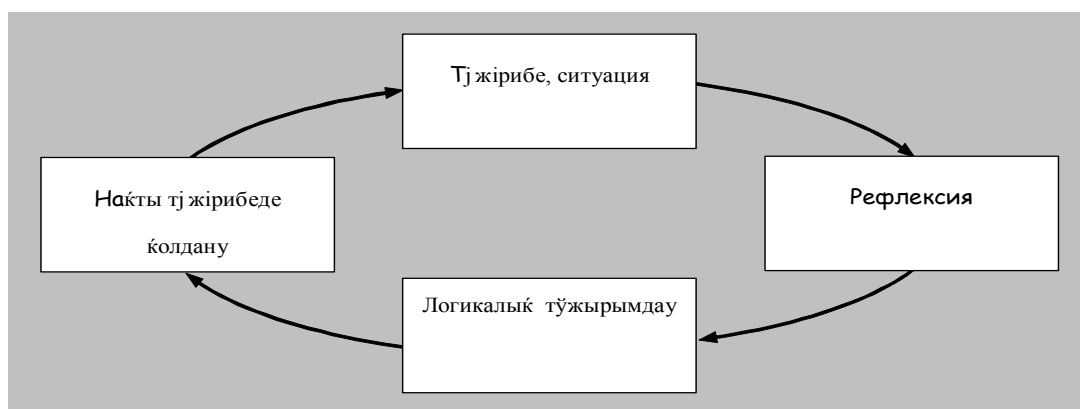 Тј жірибе, ситуация
Наќты тј жірибеде
ќолдану
Рефлексия
Логикалыќ тўжырымдау